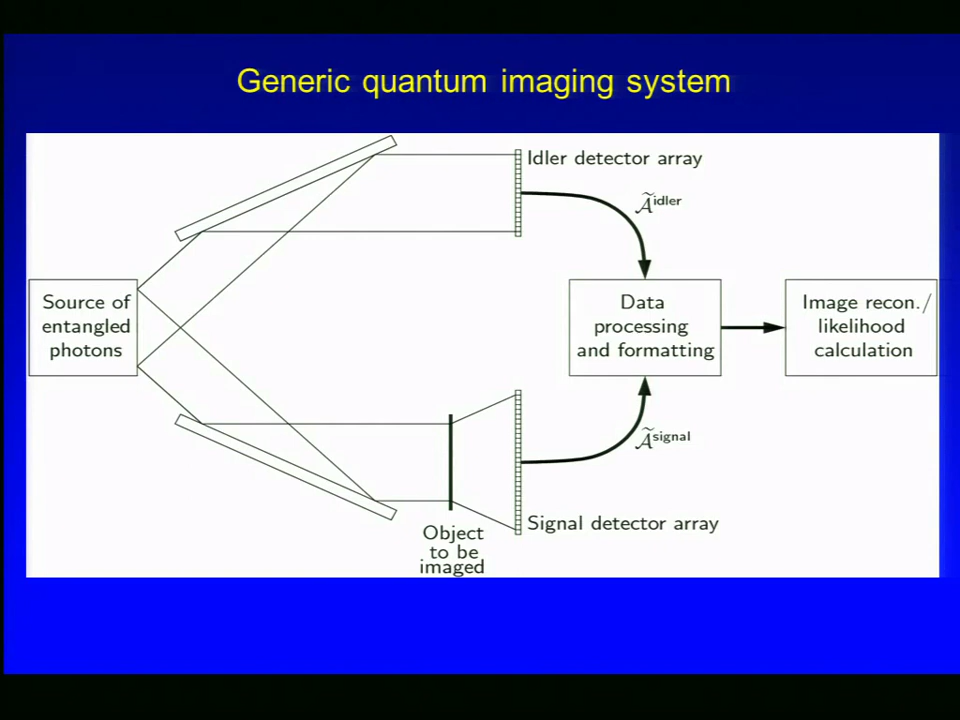 Generic quantum imaging system
Idler detector array
Ã^idler
Source of
entangled
photons
Data
processing
and formatting
Image recon./
likelihood
calculation
Ã^signal
Signal detector array
Object
to be
imaged